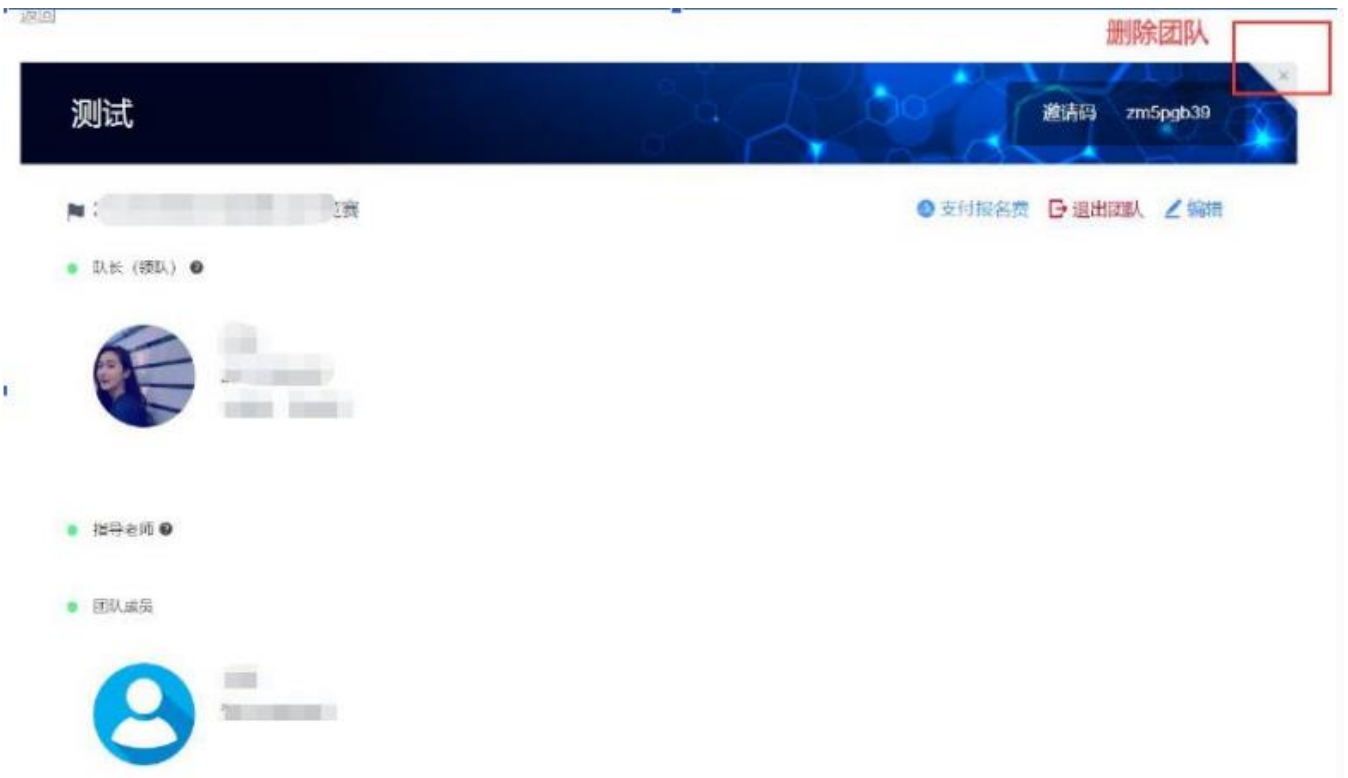 返回
删除团队
测试
邀请码 zm5pgb39
赛
支付报名费 退出团队 编辑
队长（领队）
指导老师
团队成员